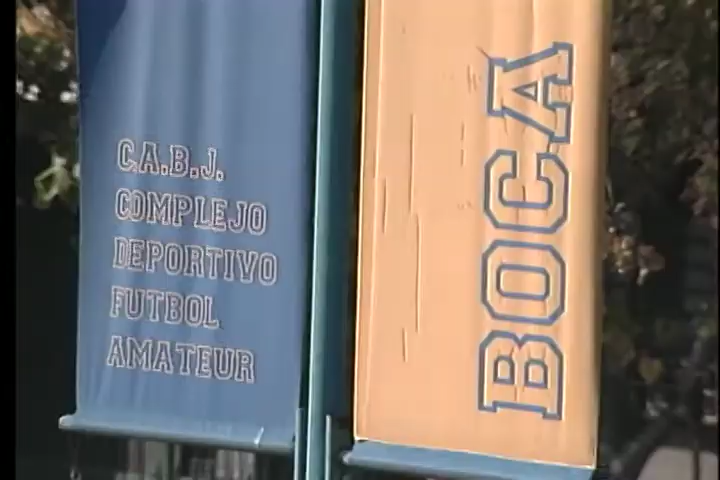 C.A.B.J.
COMPLEJO
DEPORTIVO
FUTBOL
AMATEUR
BOCA